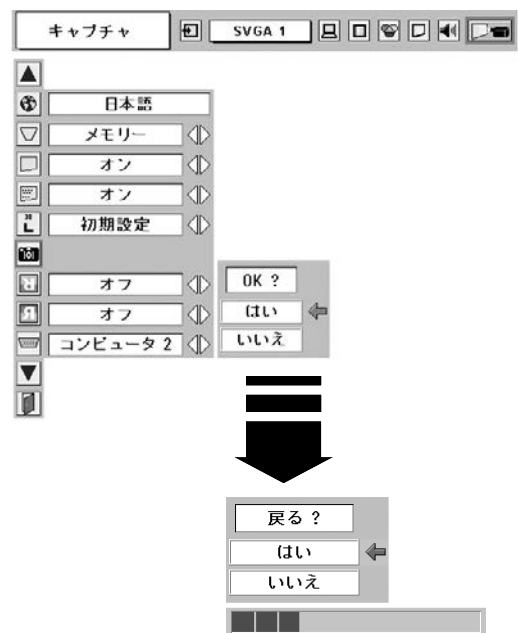 キャプチャ
SVGA 1
日本語
メモリー
オン
オン
初期設定
オフ
オフ
コンピュータ 2
OK ?
はい
いいえ
戻る ?
はい
いいえ